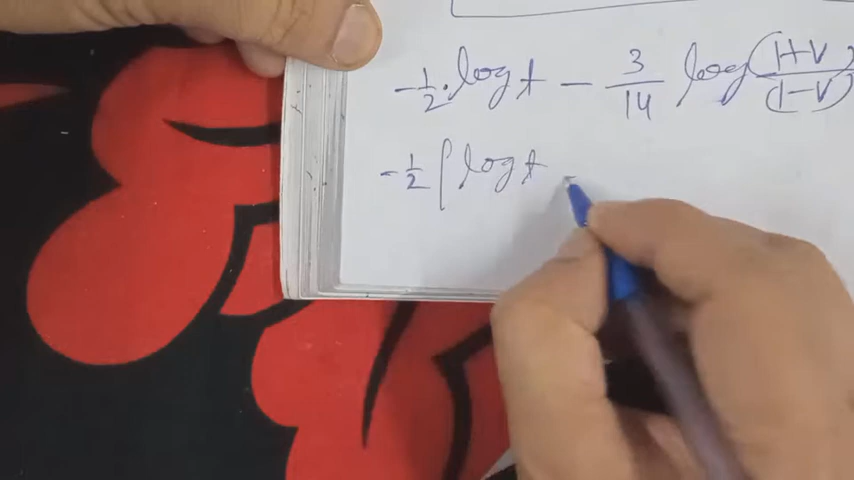 -1/2 · log t - 3/14 log (1+V)/(1-V)
-1/2 [log t -